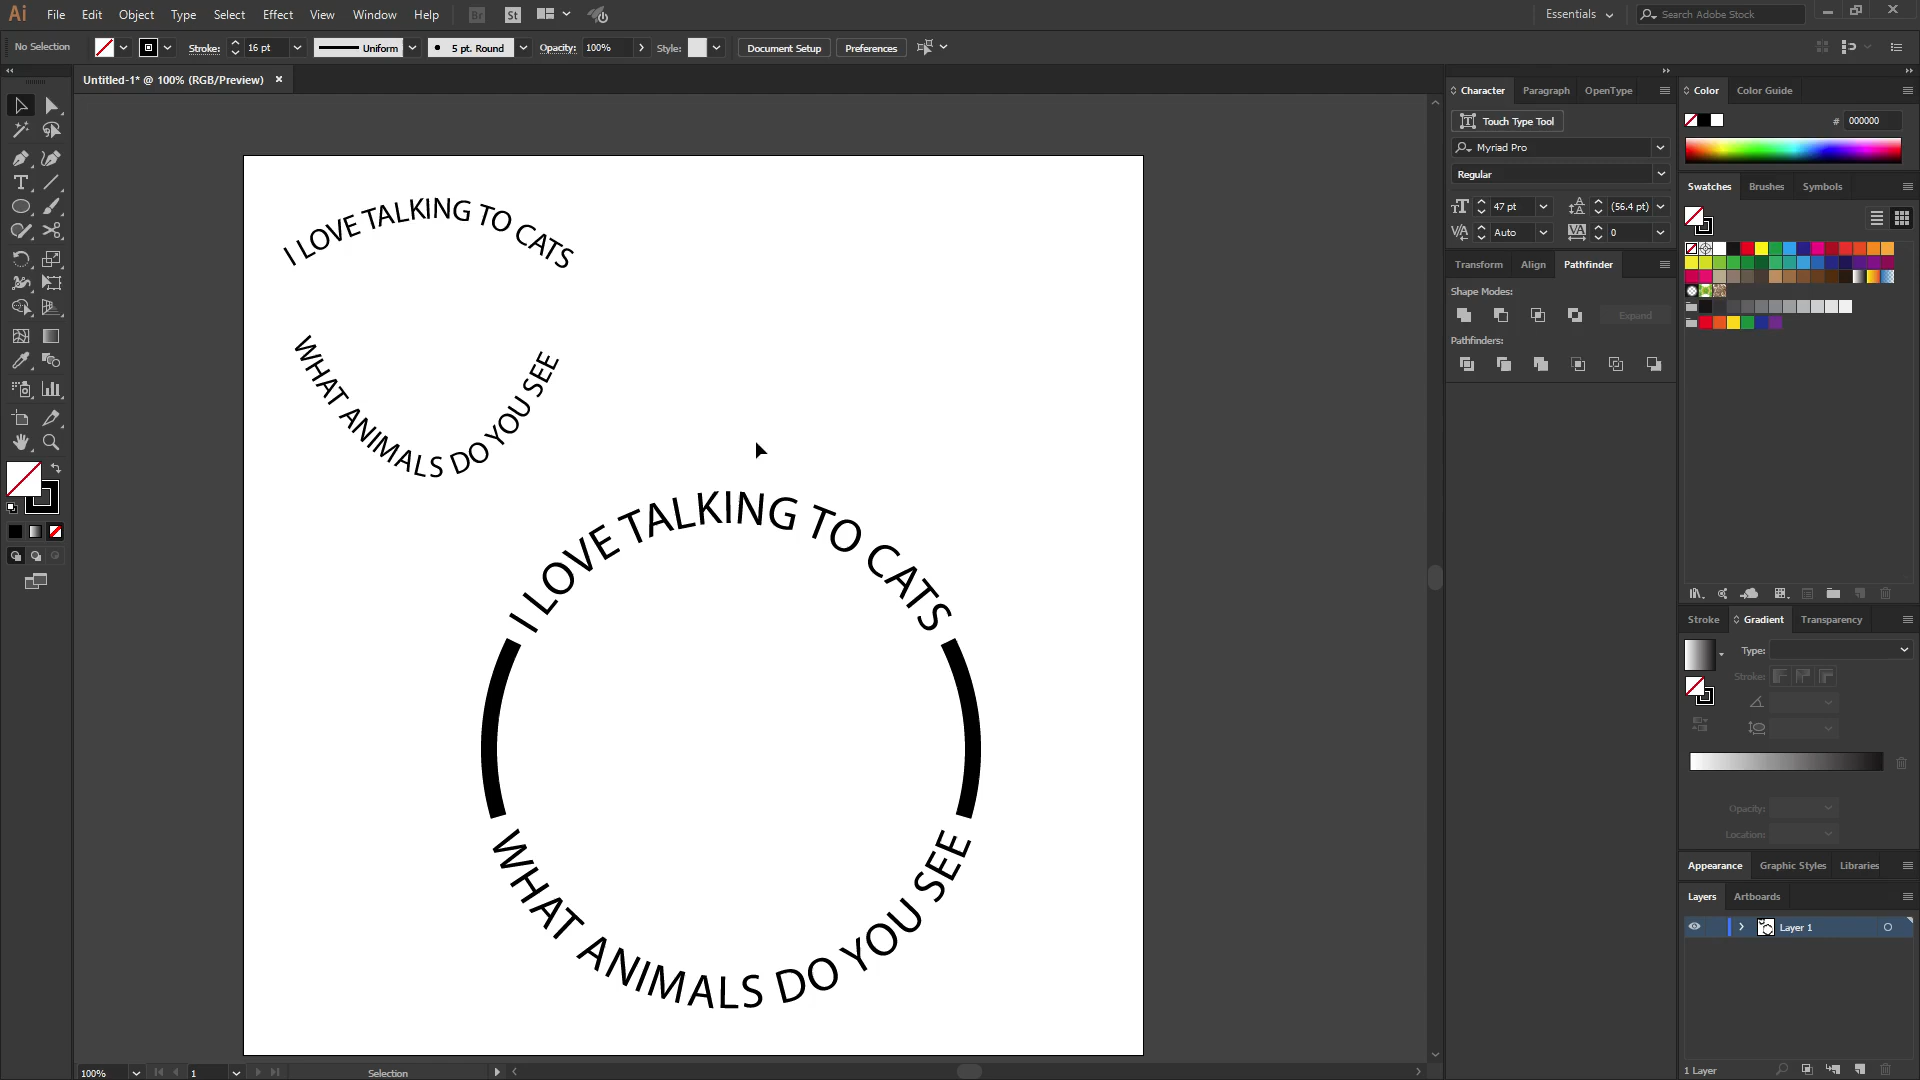 Ai File Edit Object Type Select Effect View Window Help Br St Essentials Search Adobe Stock
No Selection Stroke: 16 pt Uniform 5 pt. Round Opacity: 100% Style: Document Setup Preferences
Untitled-1* @ 100% (RGB/Preview)
I LOVE TALKING TO CATS
WHAT ANIMALS DO YOU SEE
I LOVE TALKING TO CATS
WHAT ANIMALS DO YOU SEE
Character Paragraph OpenType
Touch Type Tool
Myriad Pro
Regular
47 pt (56.4 pt)
Auto 0
Transform Align Pathfinder
Shape Modes:
Expand
Pathfinders:
Color Color Guide
# 000000
Swatches Brushes Symbols
Stroke Gradient Transparency
Type:
Stroke:
Opacity:
Location:
Appearance Graphic Styles Libraries
Layers Artboards
Layer 1
1 Layer
100% 1 Selection